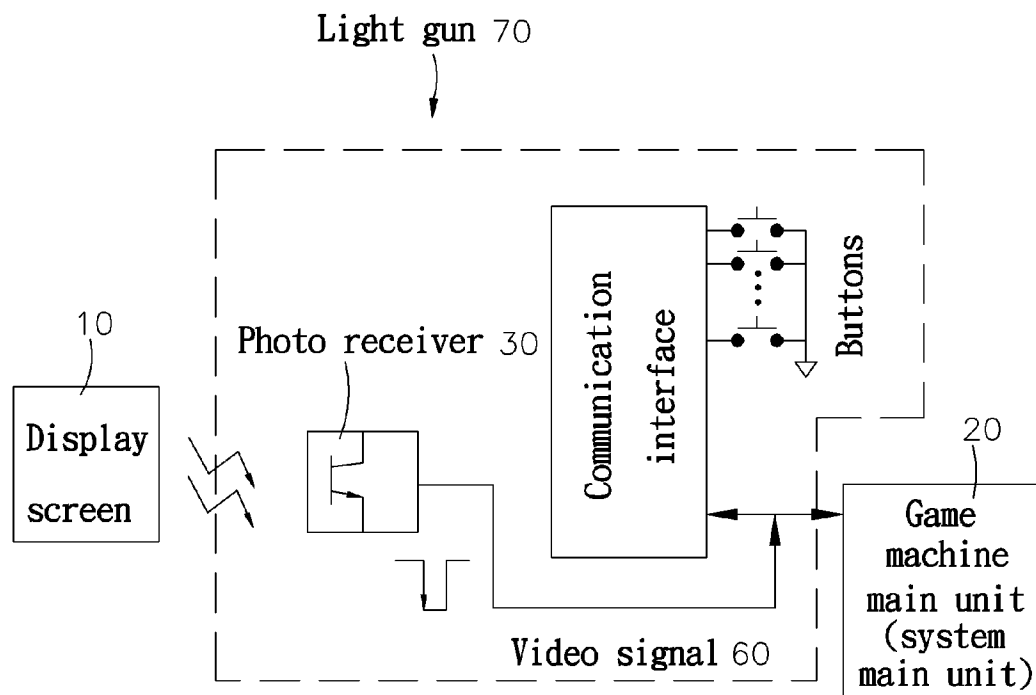 Light gun 70
10
Photo receiver 30
Display
screen
Communication
interface
Buttons
20
Game
machine
main unit
(system
main unit)
Video signal 60